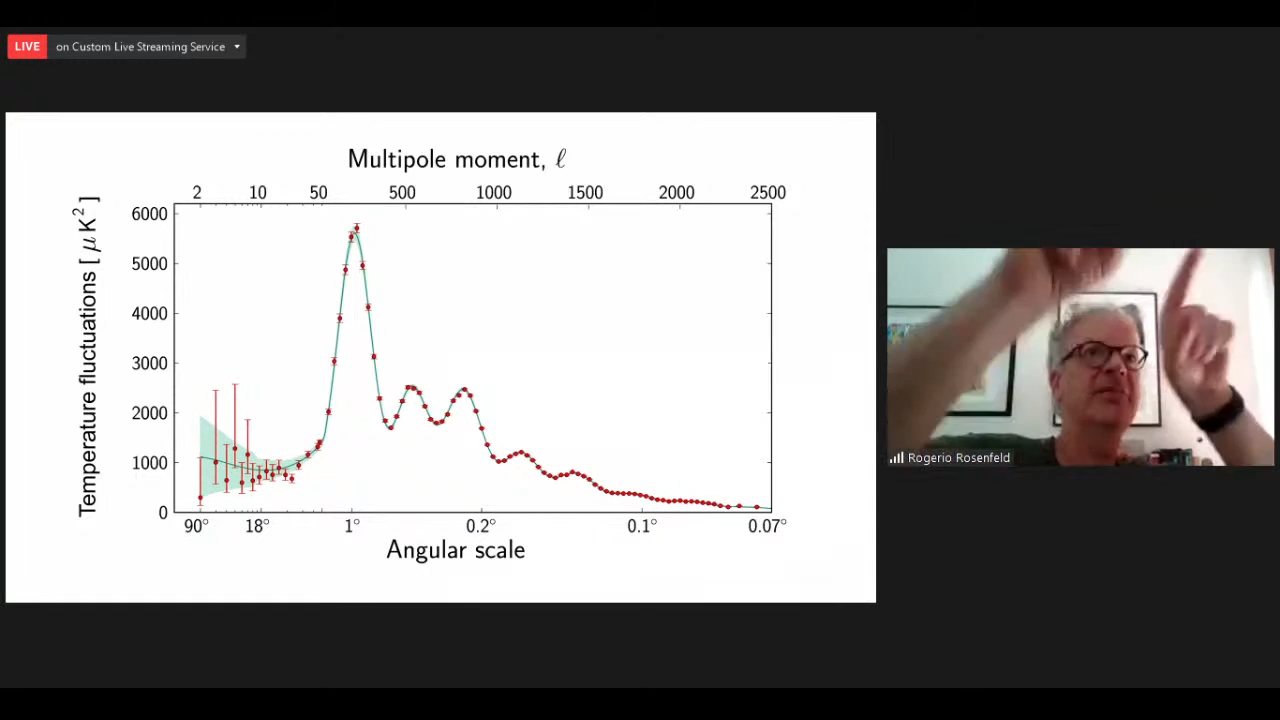 LIVE on Custom Live Streaming Service
Multipole moment, ℓ
2 10 50 500 1000 1500 2000 2500
Temperature fluctuations [ μ K² ]
6000
5000
4000
3000
2000
1000
0
90° 18° 1° 0.2° 0.1° 0.07°
Angular scale
Rogerio Rosenfeld